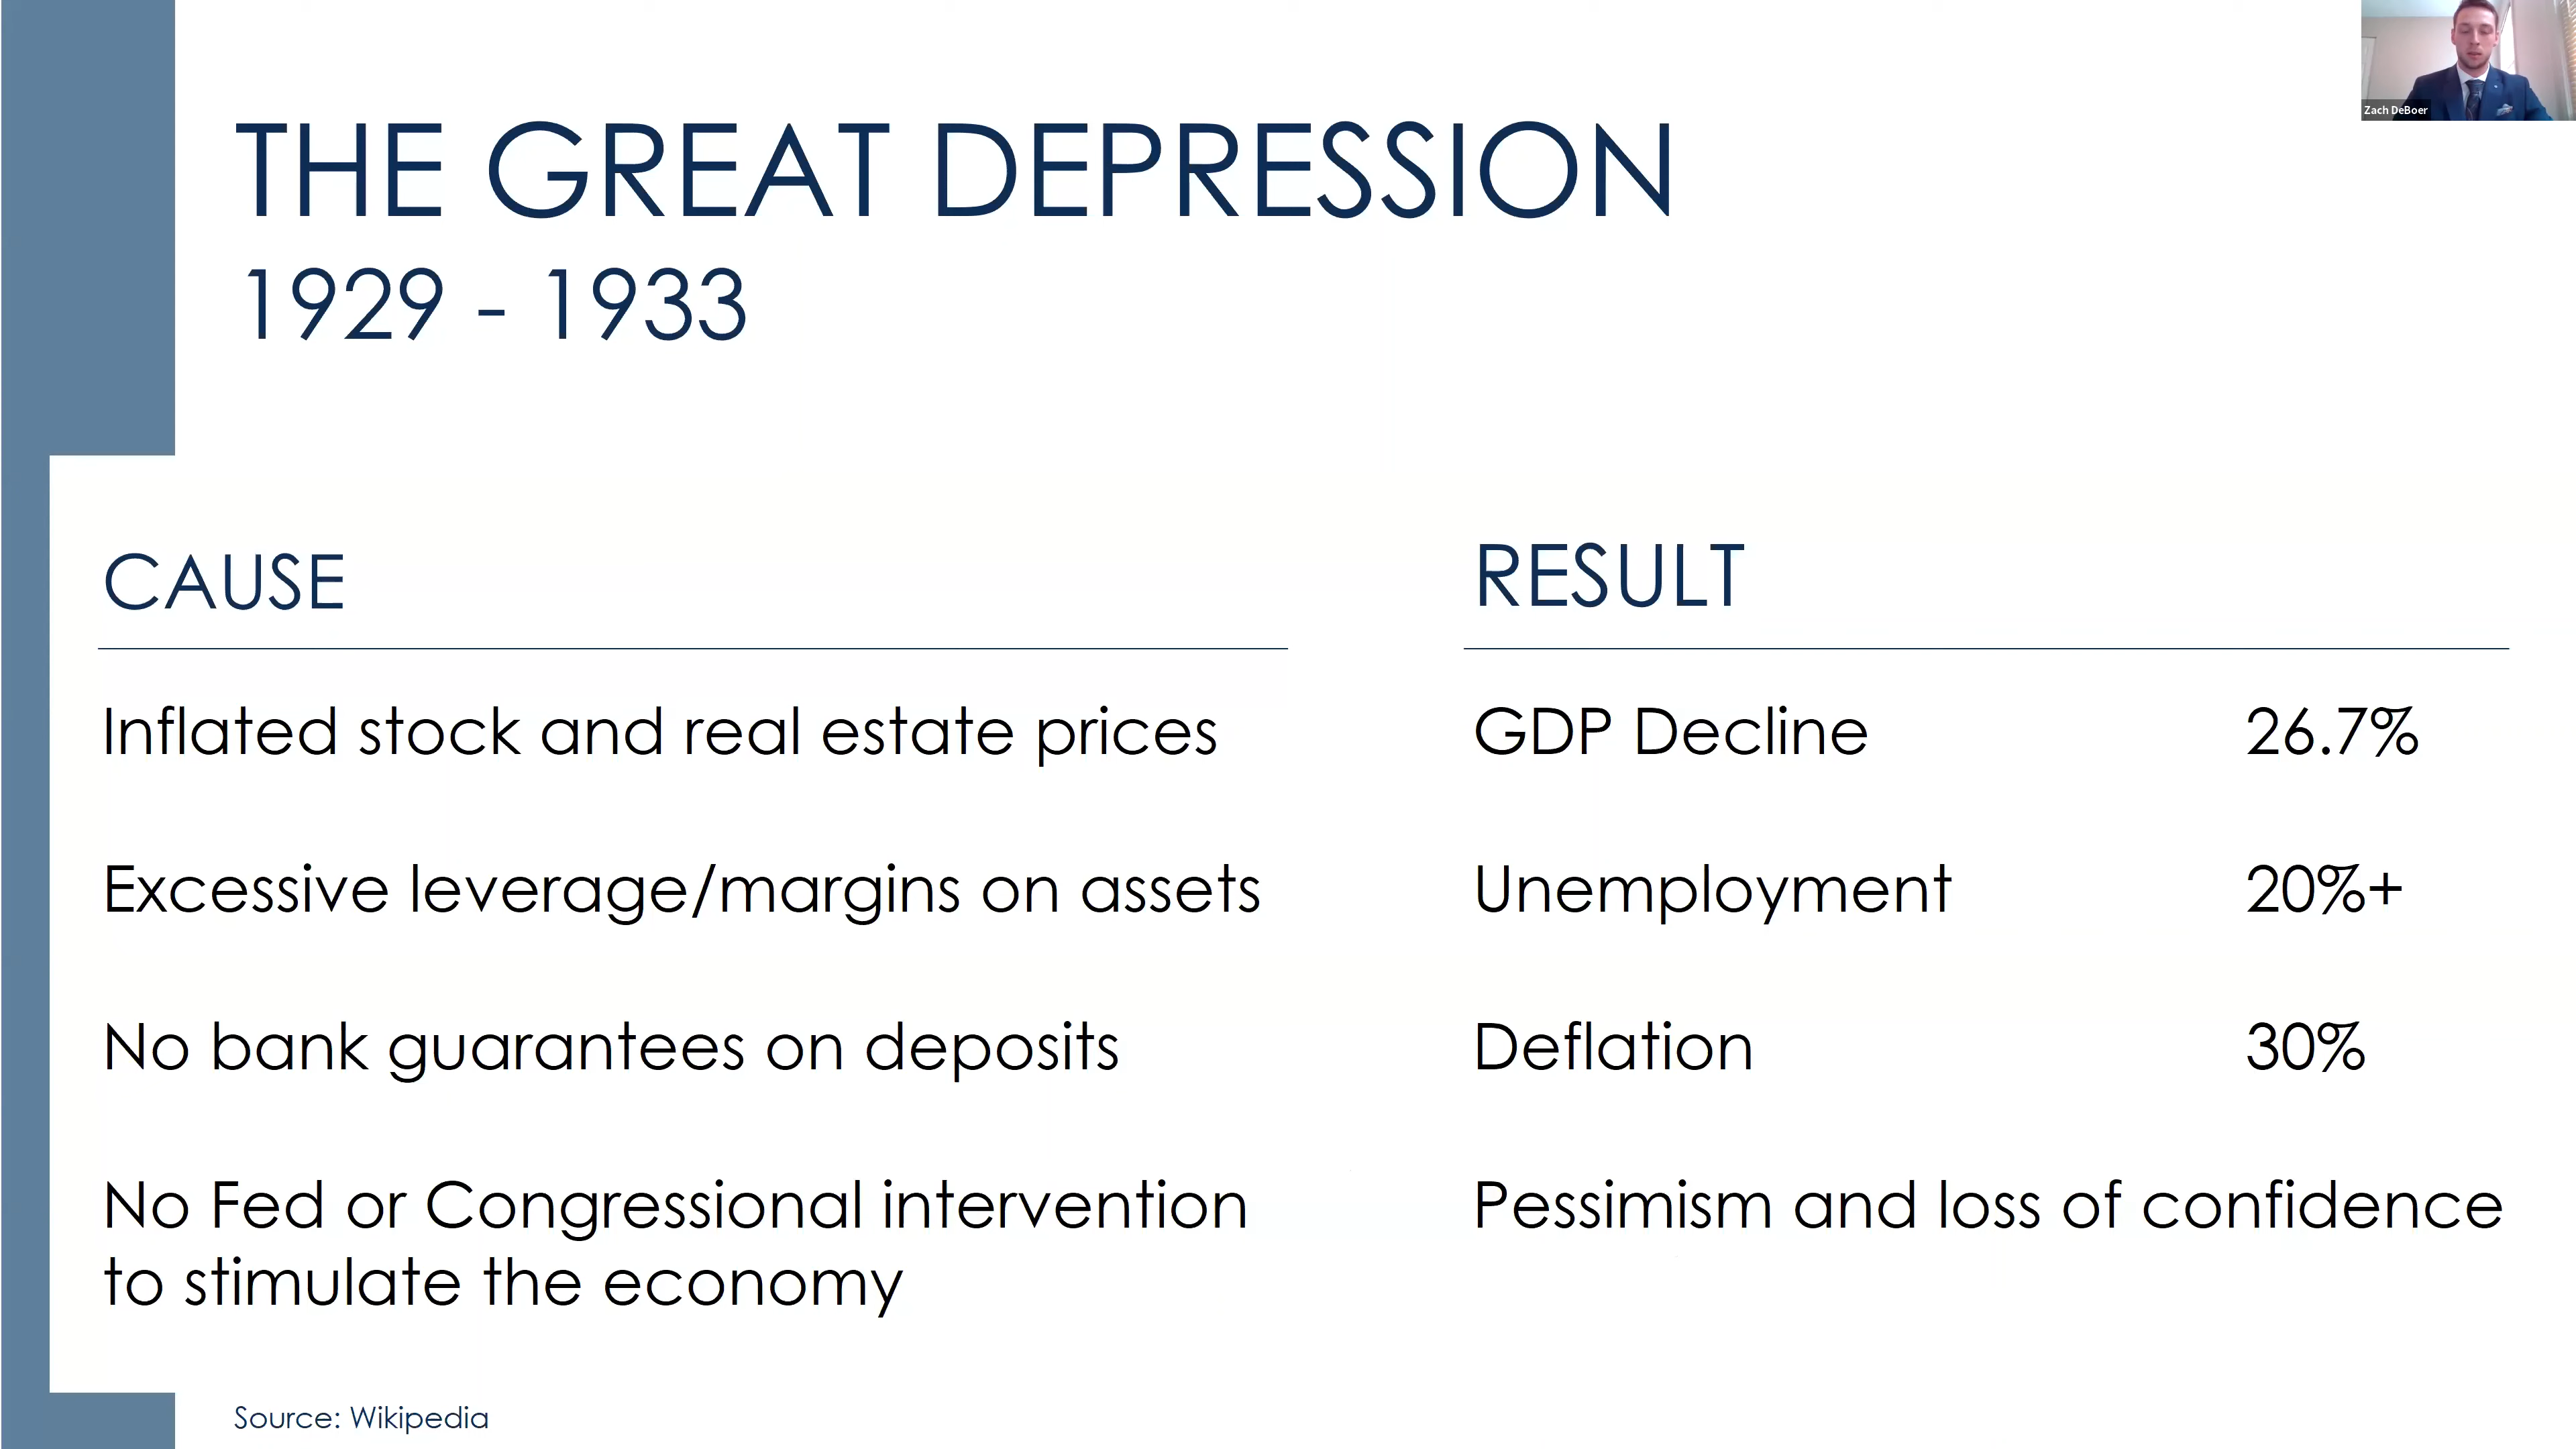 Zach DeBoer
THE GREAT DEPRESSION
1929 - 1933
CAUSE
Inflated stock and real estate prices
Excessive leverage/margins on assets
No bank guarantees on deposits
No Fed or Congressional intervention
to stimulate the economy
RESULT
GDP Decline 26.7%
Unemployment 20%+
Deflation 30%
Pessimism and loss of confidence
Source: Wikipedia